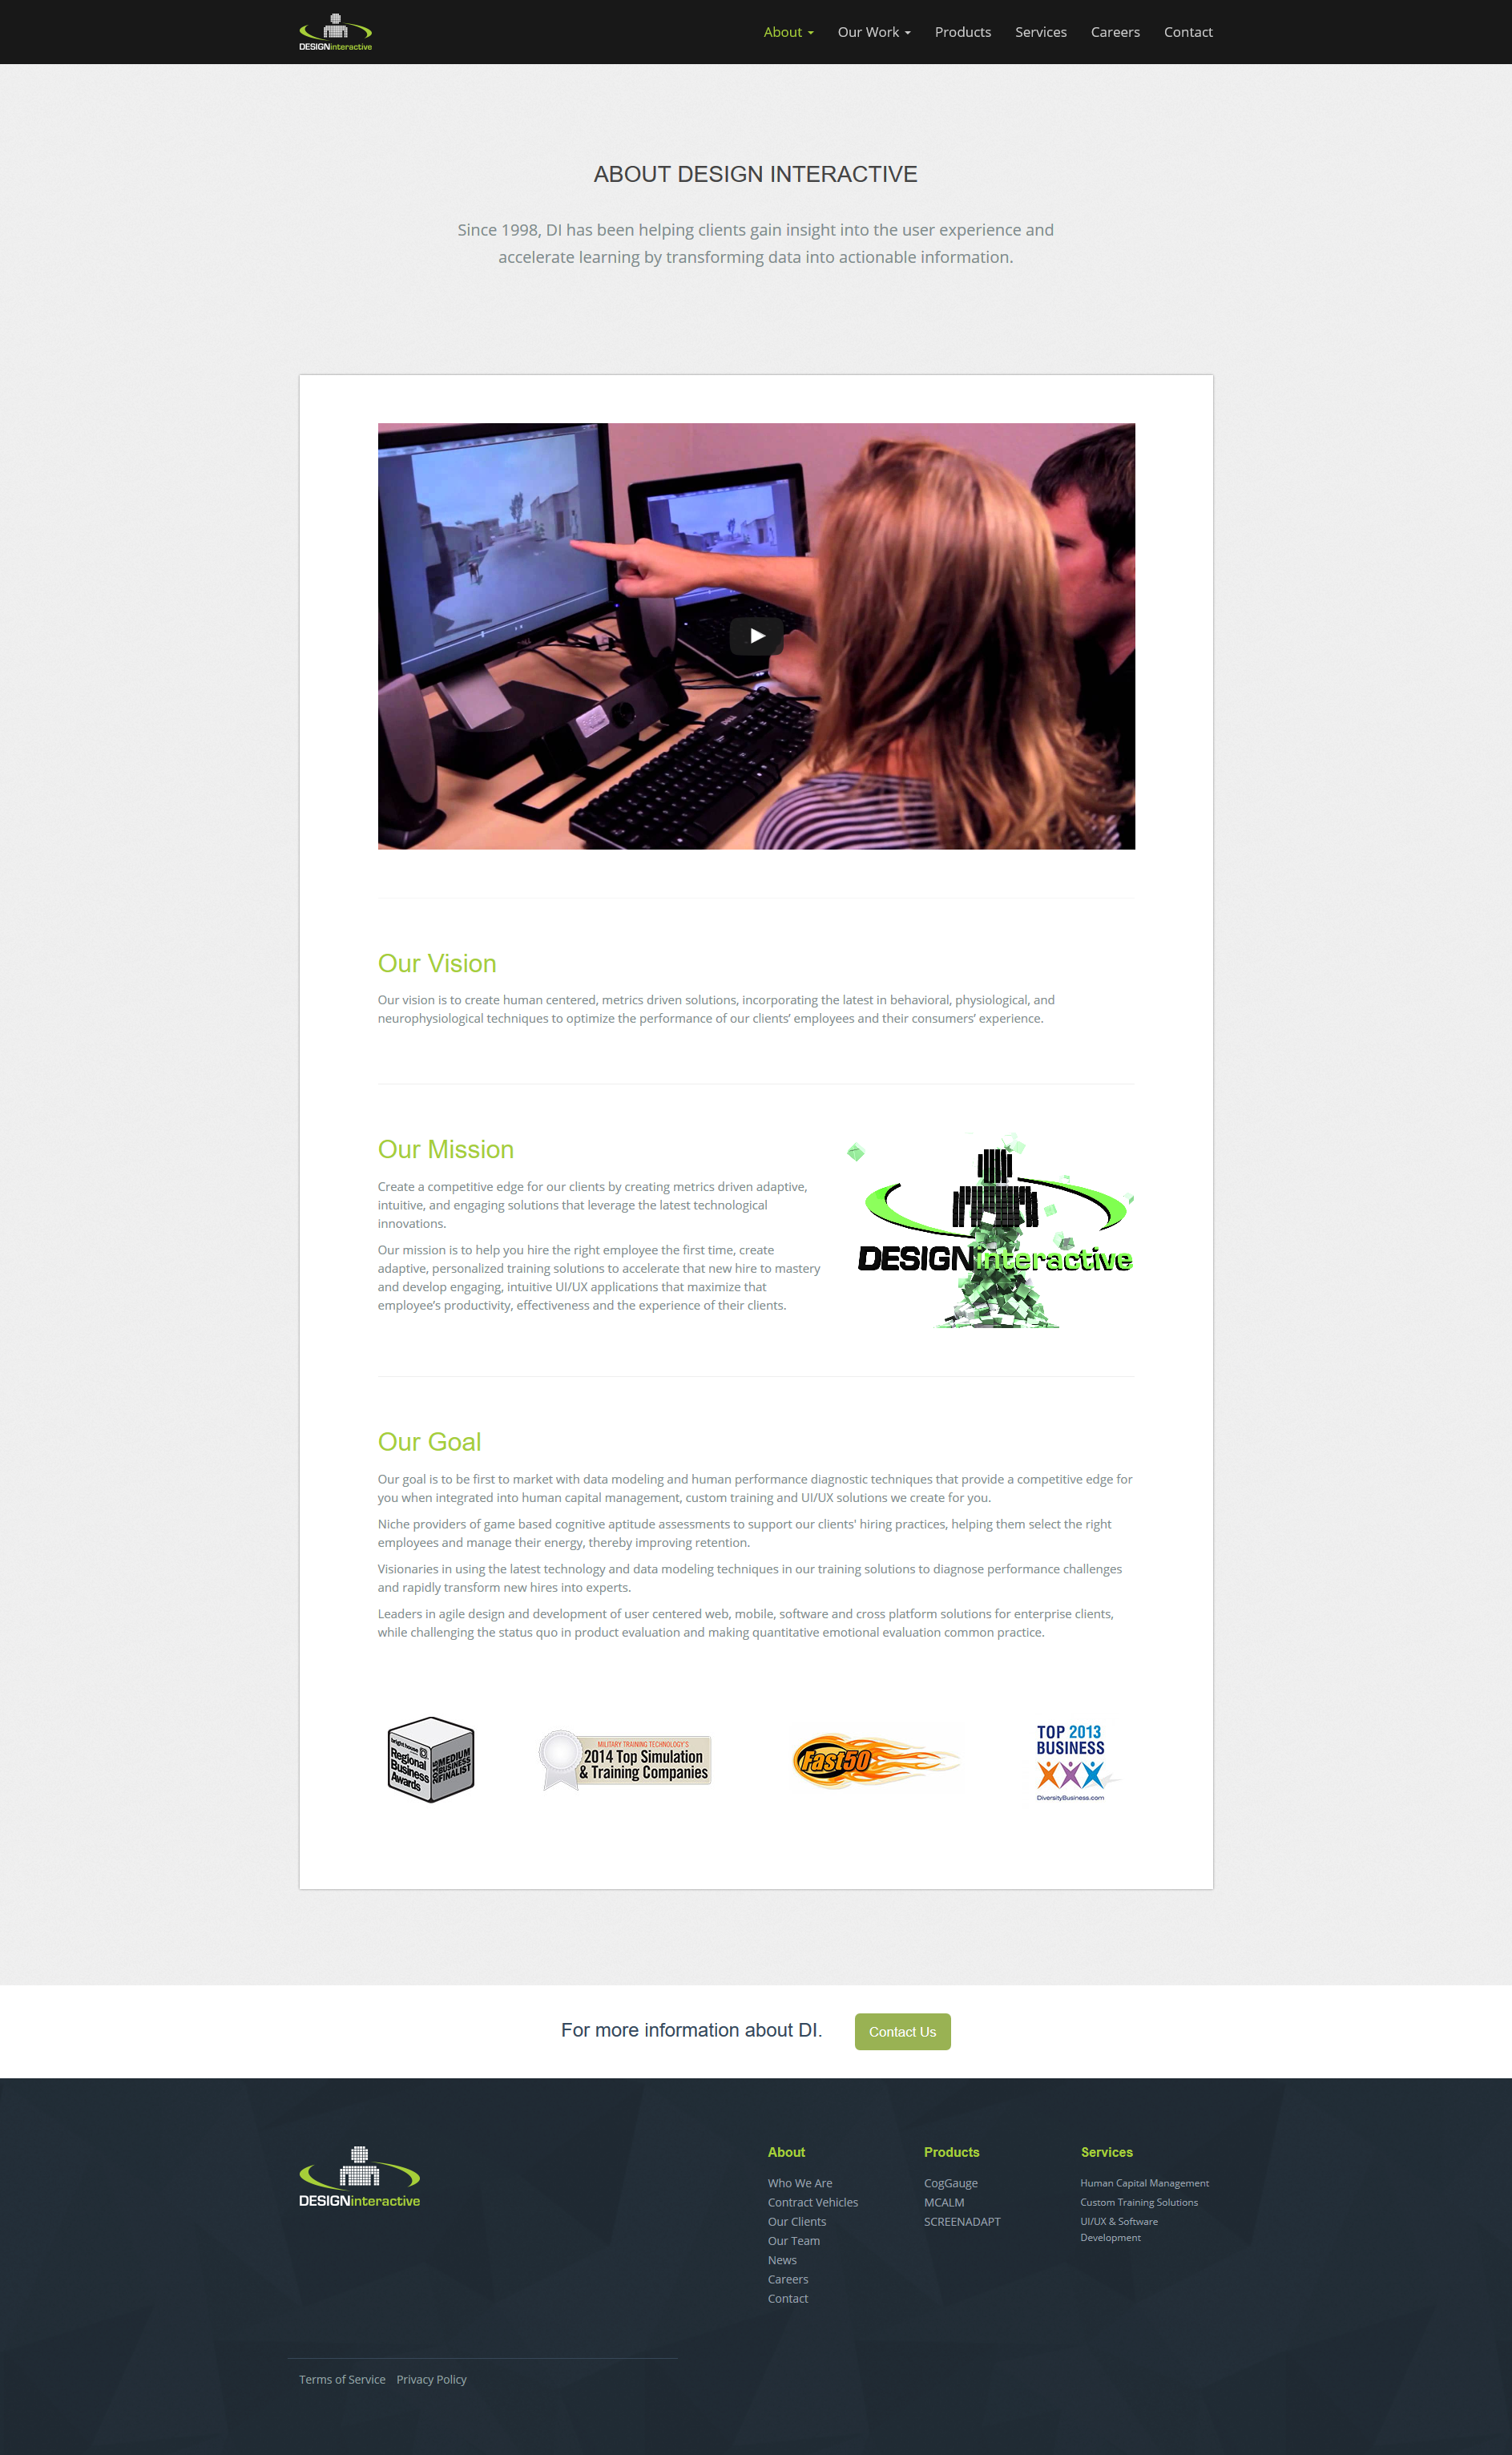 DESIGNinteractive
About Our Work Products Services Careers Contact
ABOUT DESIGN INTERACTIVE
Since 1998, DI has been helping clients gain insight into the user experience and
accelerate learning by transforming data into actionable information.
Our Vision
Our vision is to create human centered, metrics driven solutions, incorporating the latest in behavioral, physiological, and
neurophysiological techniques to optimize the performance of our clients’ employees and their consumers’ experience.
Our Mission
Create a competitive edge for our clients by creating metrics driven adaptive,
intuitive, and engaging solutions that leverage the latest technological
innovations.
Our mission is to help you hire the right employee the first time, create
adaptive, personalized training solutions to accelerate that new hire to mastery
and develop engaging, intuitive UI/UX applications that maximize that
employee's productivity, effectiveness and the experience of their clients.
DESIGNinteractive
Our Goal
Our goal is to be first to market with data modeling and human performance diagnostic techniques that provide a competitive edge for
you when integrated into human capital management, custom training and UI/UX solutions we create for you.
Niche providers of game based cognitive aptitude assessments to support our clients' hiring practices, helping them select the right
employees and manage their energy, thereby improving retention.
Visionaries in using the latest technology and data modeling techniques in our training solutions to diagnose performance challenges
and rapidly transform new hires into experts.
Leaders in agile design and development of user centered web, mobile, software and cross platform solutions for enterprise clients,
while challenging the status quo in product evaluation and making quantitative emotional evaluation common practice.
bright house
Regional
Business
Awards
MEDIUM
BUSINESS
FINALIST
MILITARY TRAINING TECHNOLOGY'S
2014 Top Simulation
& Training Companies
Fast50
TOP 2013
BUSINESS
DiversityBusiness.com
For more information about DI.
Contact Us
DESIGNinteractive
About
Who We Are
Contract Vehicles
Our Clients
Our Team
News
Careers
Contact
Products
CogGauge
MCALM
SCREENADAPT
Services
Human Capital Management
Custom Training Solutions
UI/UX & Software
Development
Terms of Service Privacy Policy